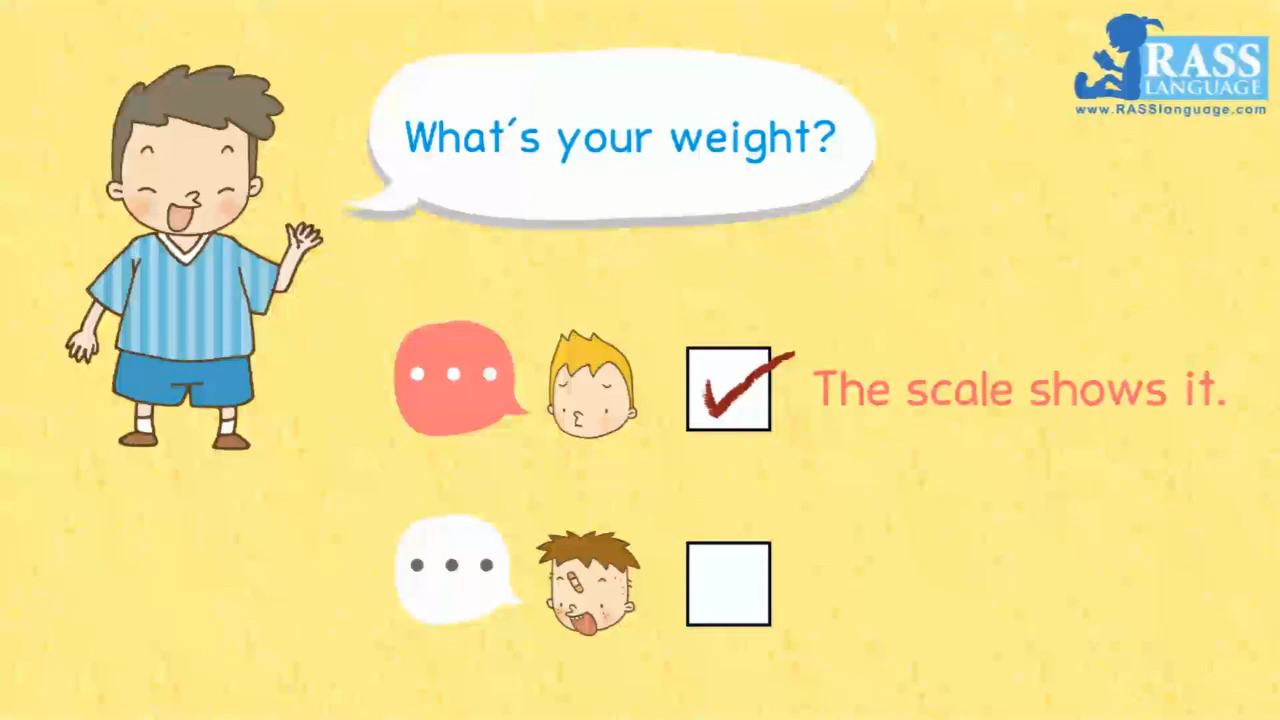 RASS
LANGUAGE
www.RASSlanguage.com
What´s your weight?
The scale shows it.